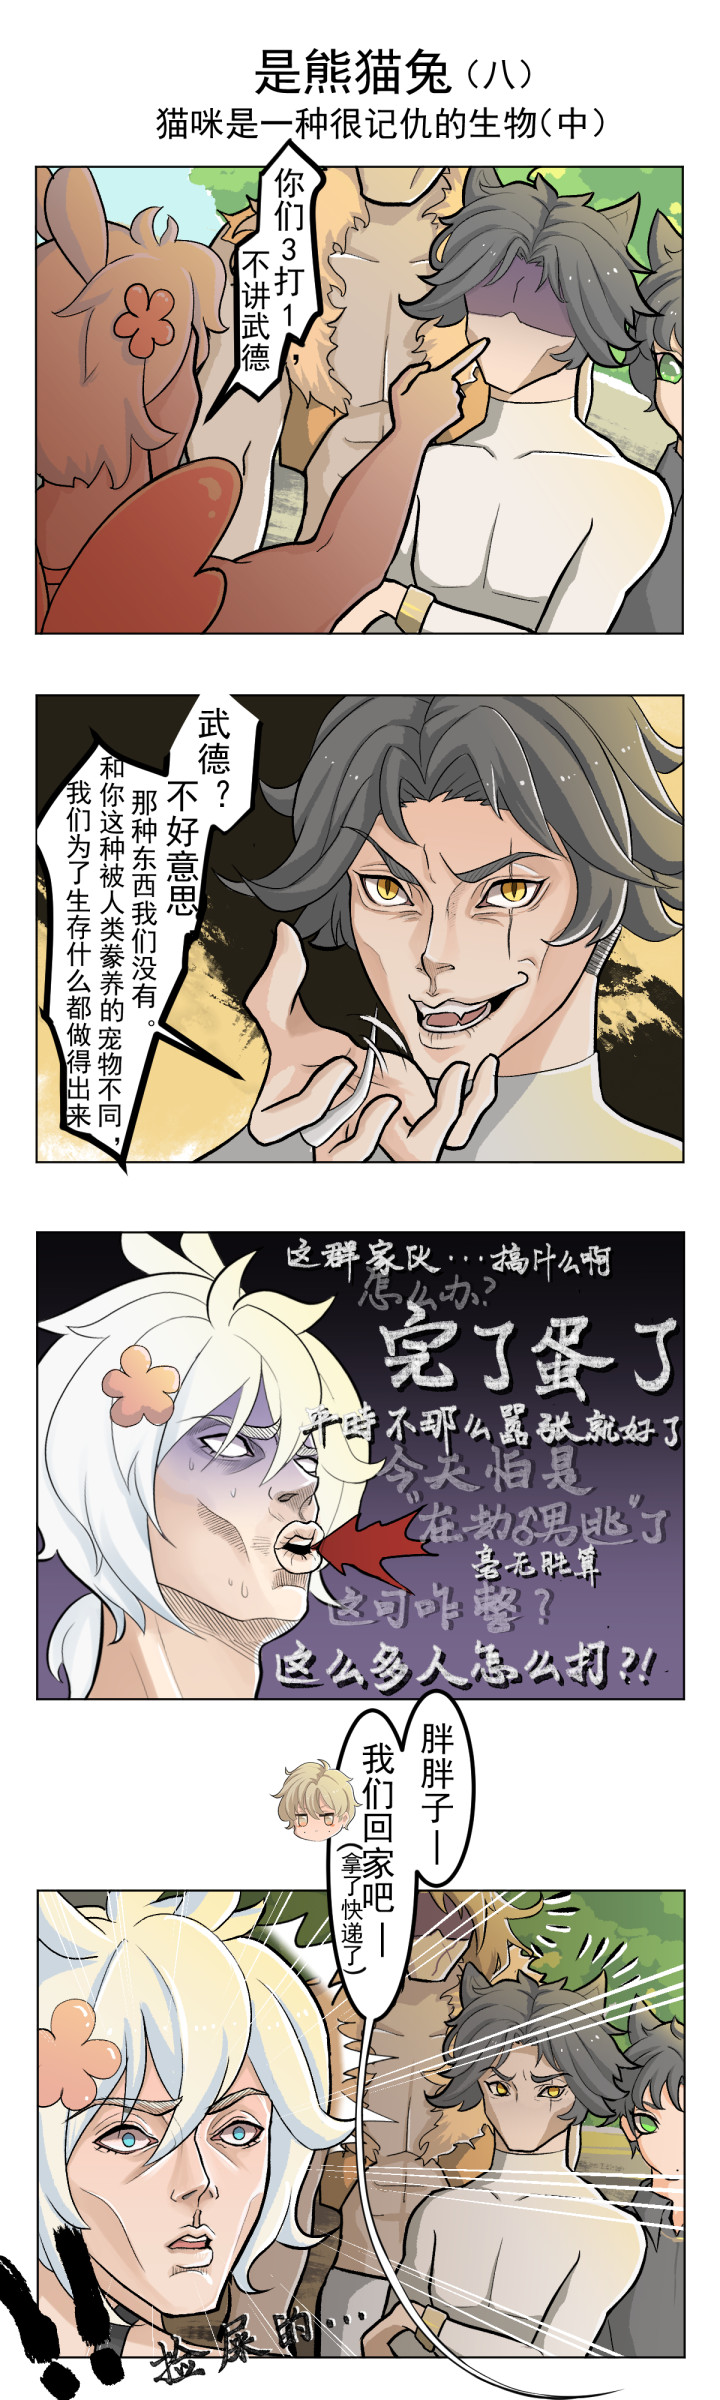 是熊猫兔（八）
猫咪是一种很记仇的生物（中）
你们3打1，
不讲武德
武德？
不好意思
那种东西我们没有。
和你这种被人类豢养的宠物不同，
我们为了生存什么都做得出来
这群家伙···搞什么啊
怎么办？
完了蛋了
平時不那么嚣张就好了
今天怕是
“在劫de男逃”了
毫无胜算
这可咋整？
这么多人怎么打?!
胖胖子—
我们回家吧—
（拿了快递了）
!!
捡屎的···